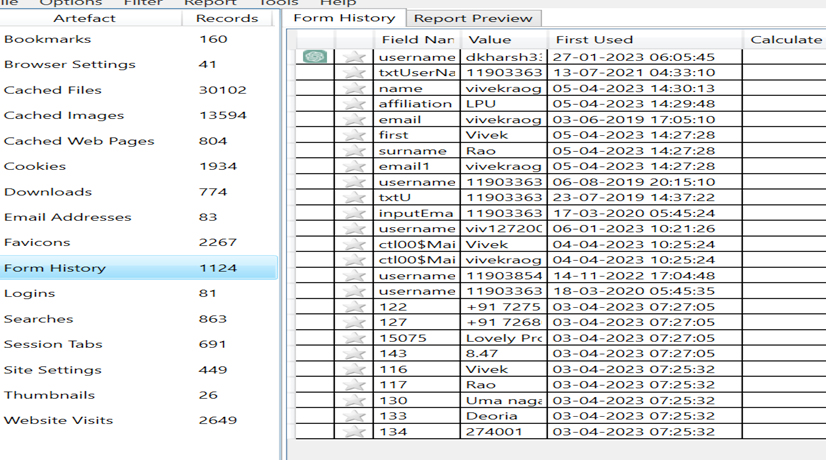 Options Filter Report Tools Help
Artefact Records
Bookmarks 160
Browser Settings 41
Cached Files 30102
Cached Images 13594
Cached Web Pages 804
Cookies 1934
Downloads 774
Email Addresses 83
Favicons 2267
Form History 1124
Logins 81
Searches 863
Session Tabs 691
Site Settings 449
Thumbnails 26
Website Visits 2649
Form History Report Preview
Field Nar Value First Used Calculate
username dkharsh33 27-01-2023 06:05:45
txtUserNa 11903363 13-07-2021 04:33:10
name vivekraog 05-04-2023 14:30:13
affiliation LPU 05-04-2023 14:29:48
email vivekraog 03-06-2019 17:05:10
first Vivek 05-04-2023 14:27:28
surname Rao 05-04-2023 14:27:28
email1 vivekraog 05-04-2023 14:27:28
username 11903363 06-08-2019 20:15:10
txtU 11903363 23-07-2019 14:37:22
inputEma 11903363 17-03-2020 05:45:24
username viv127200 06-01-2023 10:21:26
ctl00$Mai Vivek 04-04-2023 10:25:24
ctl00$Mai vivekraog 04-04-2023 10:25:24
username 11903854 14-11-2022 17:04:48
username 11903363 18-03-2020 05:45:35
122 +91 7275 03-04-2023 07:27:05
127 +91 7268 03-04-2023 07:27:05
15075 Lovely Pro 03-04-2023 07:27:05
143 8.47 03-04-2023 07:27:05
116 Vivek 03-04-2023 07:25:32
117 Rao 03-04-2023 07:25:32
130 Uma naga 03-04-2023 07:25:32
133 Deoria 03-04-2023 07:25:32
134 274001 03-04-2023 07:25:32